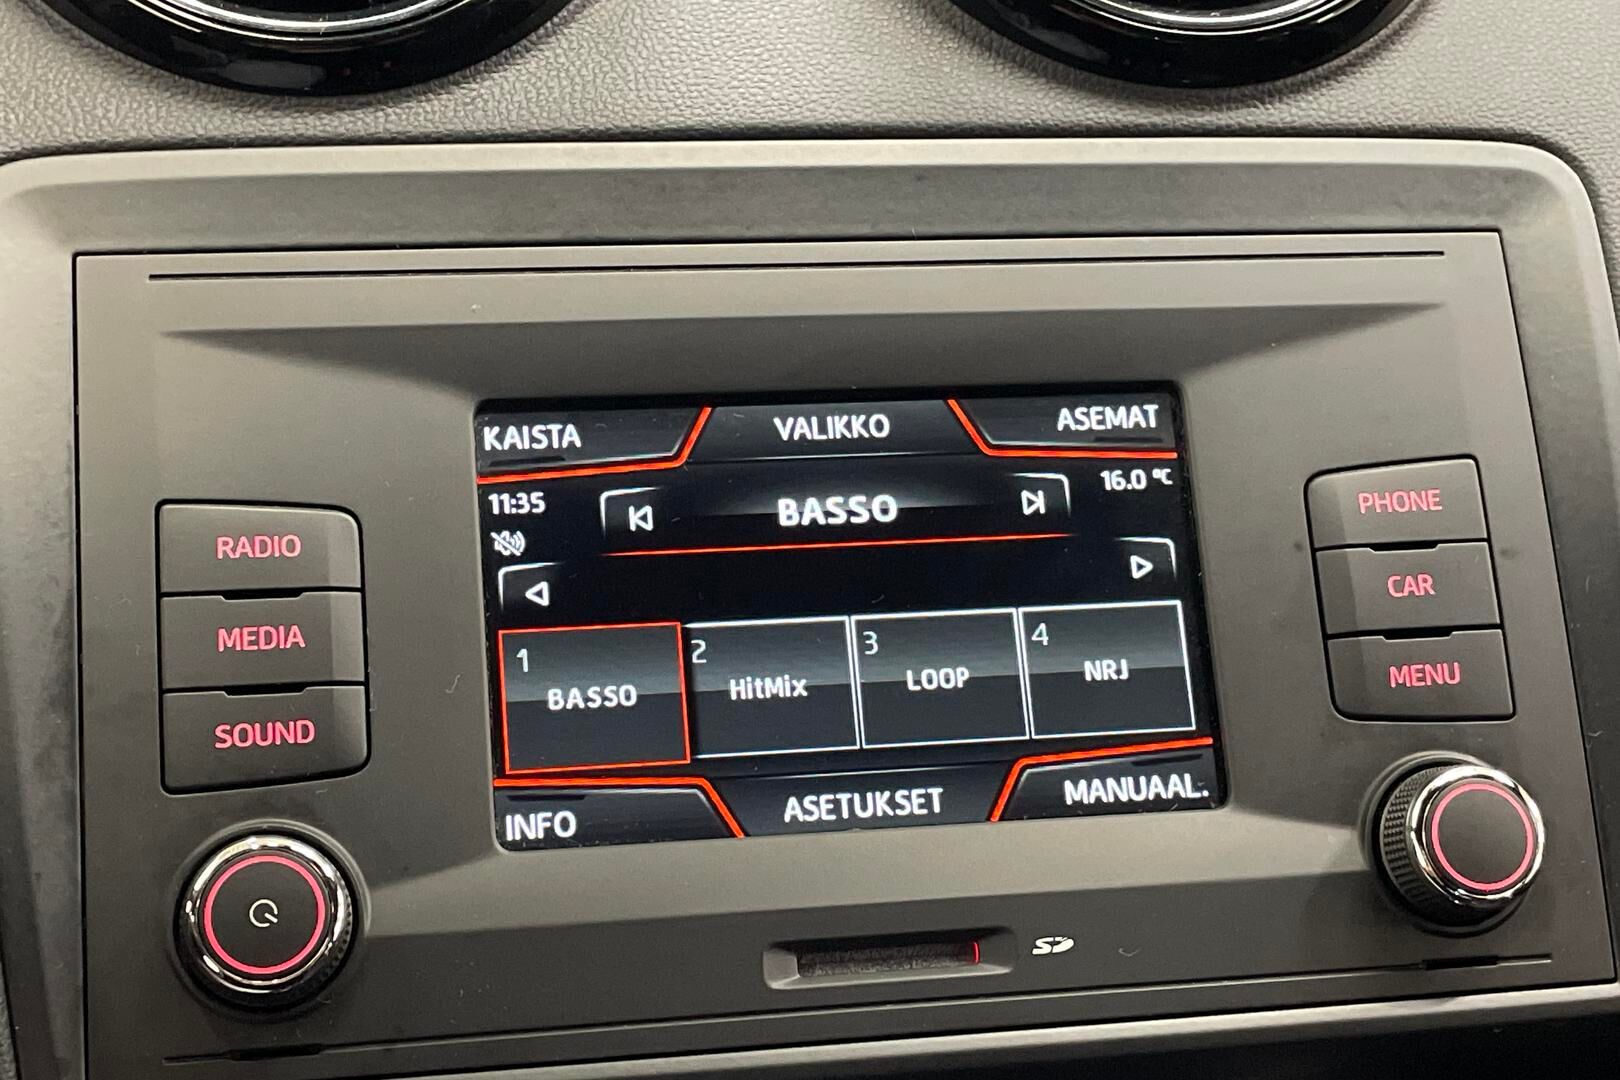 KAISTA
VALIKKO
ASEMAT
11:35
BASSO
16.0 °C
1
BASSO
2
HitMix
3
LOOP
4
NRJ
INFO
ASETUKSET
MANUAAL.
RADIO
MEDIA
SOUND
PHONE
CAR
MENU
SD